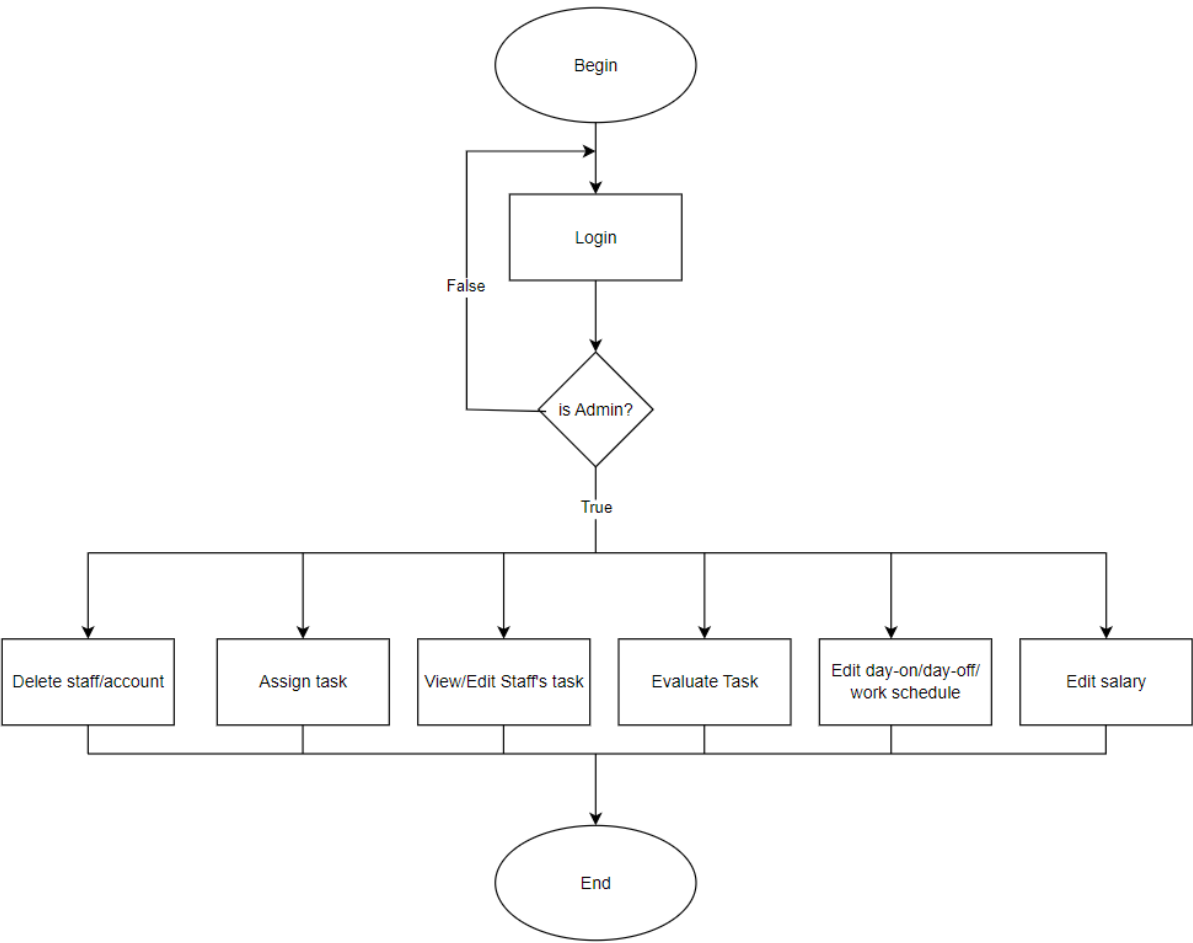 Begin
Login
False
is Admin?
True
Delete staff/account
Assign task
View/Edit Staff's task
Evaluate Task
Edit day-on/day-off/
work schedule
Edit salary
End